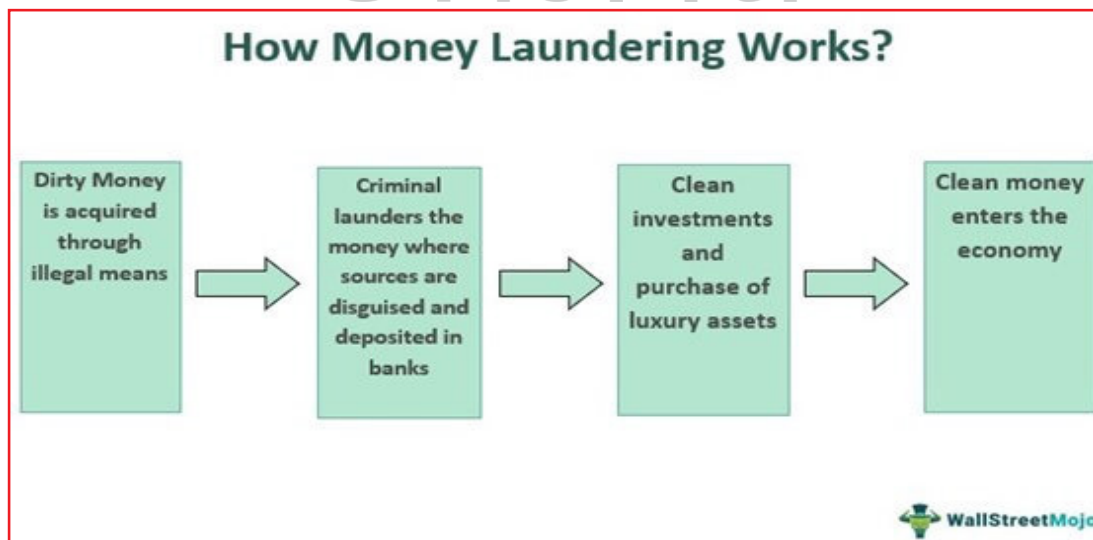 How Money Laundering Works?
Dirty Money
is acquired
through
illegal means
Criminal
launders the
money where
sources are
disguised and
deposited in
banks
Clean
investments
and
purchase of
luxury assets
Clean money
enters the
economy
WallStreetMojo